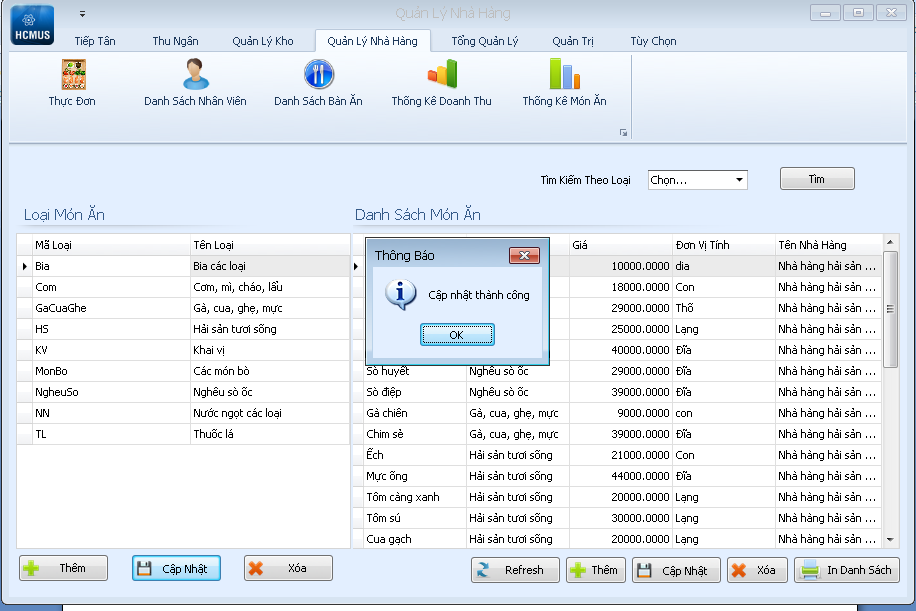 Quản Lý Nhà Hàng
HCMUS
Tiếp Tân Thu Ngân Quản Lý Kho Quản Lý Nhà Hàng Tổng Quản Lý Quản Trị Tùy Chọn
Thực Đơn Danh Sách Nhân Viên Danh Sách Bàn Ăn Thống Kê Doanh Thu Thống Kê Món Ăn
Tìm Kiếm Theo Loại Chọn... Tìm
Loại Món Ăn Danh Sách Món Ăn
Mã Loại Tên Loại Giá Đơn Vị Tính Tên Nhà Hàng
Bia Bia các loại 10000.0000 dia Nhà hàng hải sản ...
Com Cơm, mì, cháo, lẩu 18000.0000 Con Nhà hàng hải sản ...
GaCuaGhe Gà, cua, ghẹ, mực 29000.0000 Thố Nhà hàng hải sản ...
HS Hải sản tươi sống 25000.0000 Lạng Nhà hàng hải sản ...
KV Khai vị 40000.0000 Đĩa Nhà hàng hải sản ...
MonBo Các món bò Sò huyết Nghêu sò ốc 29000.0000 Đĩa Nhà hàng hải sản ...
NgheuSo Nghêu sò ốc Sò điệp Nghêu sò ốc 39000.0000 Đĩa Nhà hàng hải sản ...
NN Nước ngọt các loại Gà chiên Gà, cua, ghẹ, mực 9000.0000 con Nhà hàng hải sản ...
TL Thuốc lá Chim sẻ Gà, cua, ghẹ, mực 39000.0000 Đĩa Nhà hàng hải sản ...
Ếch Hải sản tươi sống 21000.0000 Con Nhà hàng hải sản ...
Mực ống Hải sản tươi sống 44000.0000 Đĩa Nhà hàng hải sản ...
Tôm càng xanh Hải sản tươi sống 20000.0000 Lạng Nhà hàng hải sản ...
Tôm sú Hải sản tươi sống 30000.0000 Lạng Nhà hàng hải sản ...
Cua gạch Hải sản tươi sống 20000.0000 Lạng Nhà hàng hải sản ...
Thông Báo
Cập nhật thành công
OK
Thêm Cập Nhật Xóa Refresh Thêm Cập Nhật Xóa In Danh Sách